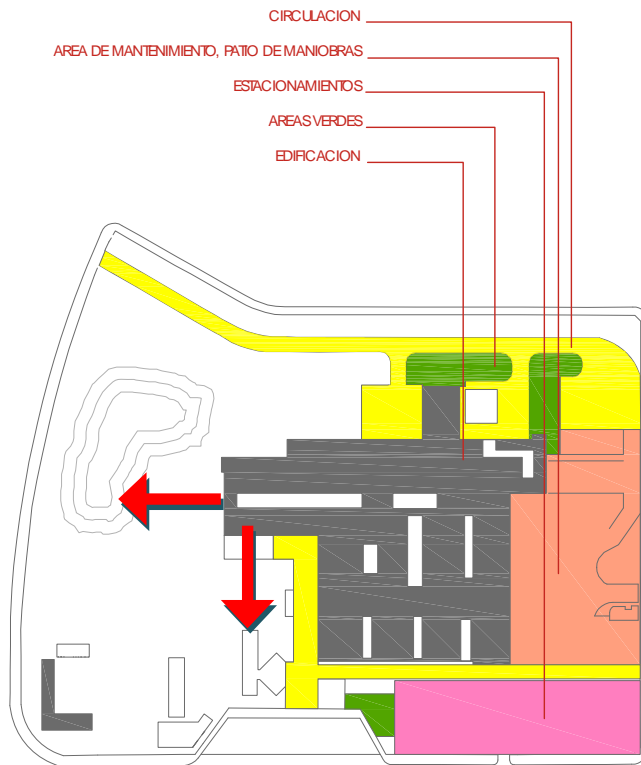 CIRCULACION
AREA DE MANTENIMIENTO, PATIO DE MANIOBRAS
ESTACIONAMIENTOS
AREAS VERDES
EDIFICACION